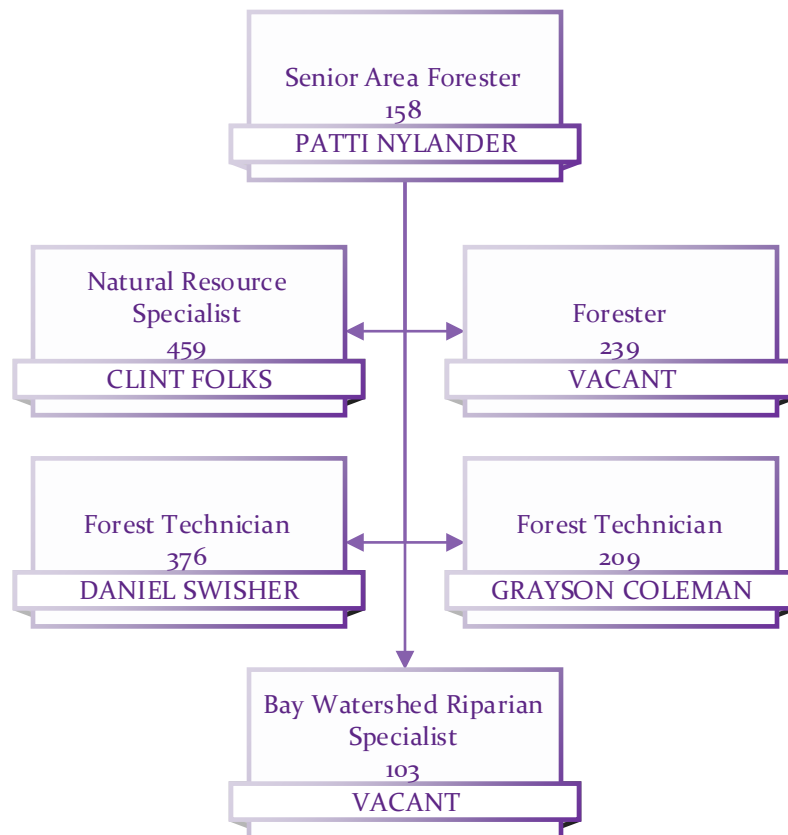 Senior Area Forester
158
PATTI NYLANDER
Natural Resource
Specialist
459
CLINT FOLKS
Forester
239
VACANT
Forest Technician
376
DANIEL SWISHER
Forest Technician
209
GRAYSON COLEMAN
Bay Watershed Riparian
Specialist
103
VACANT